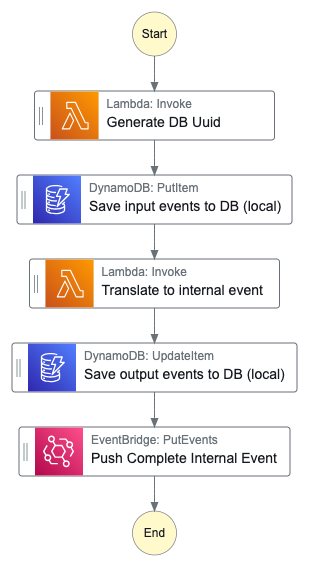 Start
Lambda: Invoke
Generate DB Uuid
DynamoDB: PutItem
Save input events to DB (local)
Lambda: Invoke
Translate to internal event
DynamoDB: UpdateItem
Save output events to DB (local)
EventBridge: PutEvents
Push Complete Internal Event
End